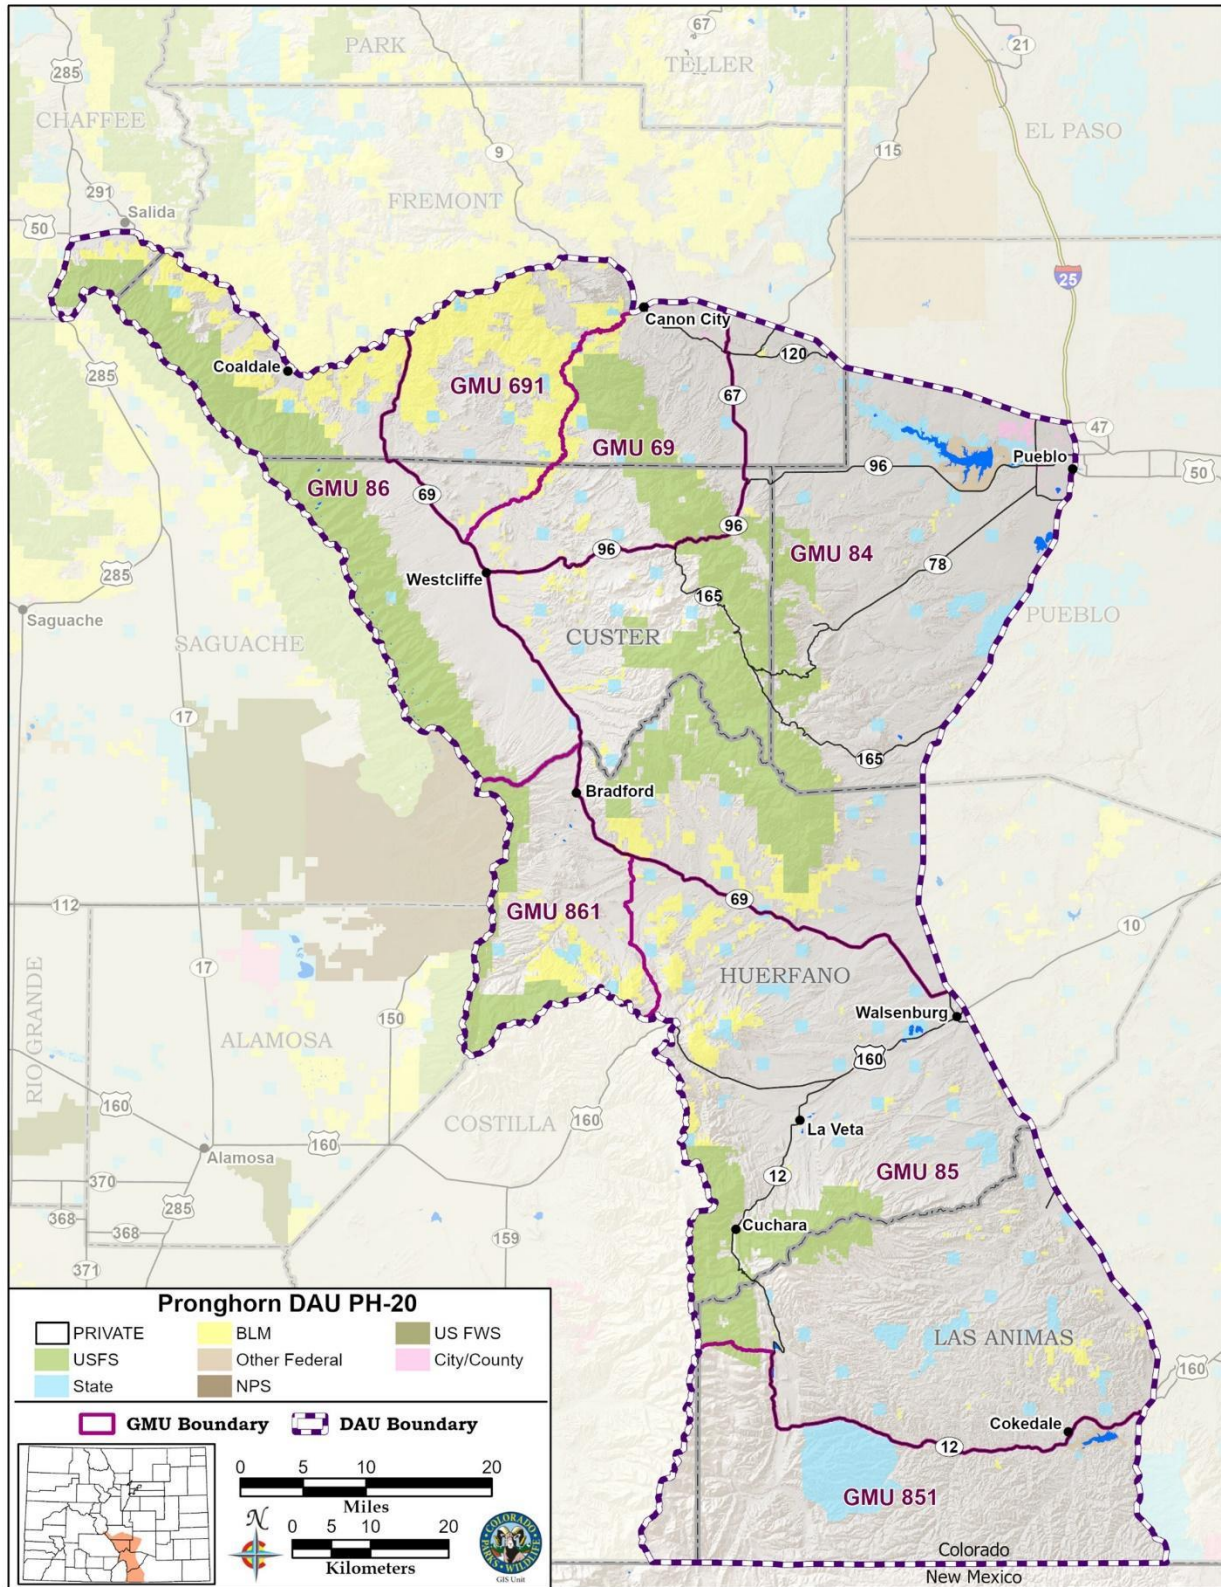 67
21
PARK
TELLER
285
CHAFFEE
EL PASO
115
9
291
FREMONT
Salida
50
25
Canon City
285
120
Coaldale
GMU 691
67
47
GMU 69
Pueblo
96
50
GMU 86
69
96
96
GMU 84
78
285
Westcliffe
165
Saguache
PUEBLO
SAGUACHE
CUSTER
17
165
Bradford
69
112
GMU 861
10
17
HUERFANO
RIO GRANDE
150
Walsenburg
ALAMOSA
160
160
COSTILLA
160
La Veta
160
Alamosa
12
GMU 85
370
285
368
Cuchara
368
159
371
Pronghorn DAU PH-20
PRIVATE
BLM
US FWS
USFS
Other Federal
City/County
State
NPS
GMU Boundary
DAU Boundary
LAS ANIMAS
160
Cokedale
12
GMU 851
0 5 10 20
Miles
N
0 5 10 20
Kilometers
COLORADO
PARKS & WILDLIFE
GIS Unit
Colorado
New Mexico